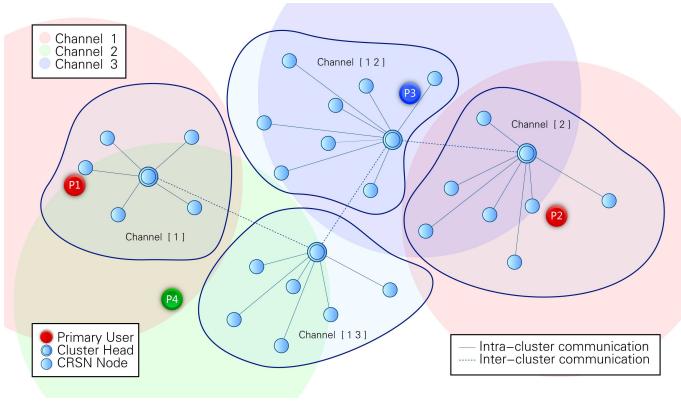 Channel 1
Channel 2
Channel 3
Channel [ 1 2 ]
P3
Channel [ 2 ]
P1
P2
Channel [ 1 ]
P4
Channel [ 1 3 ]
Primary User
Cluster Head
CRSN Node
Intra-cluster communication
Inter-cluster communication